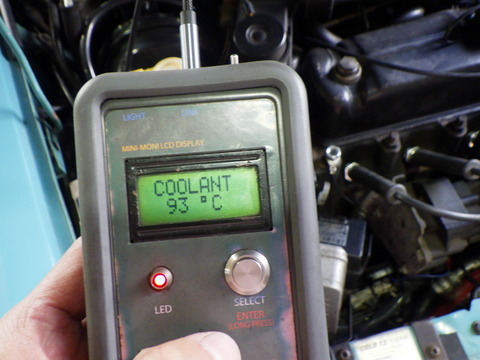 LIGHT
MINI-MONI LCD DISPLAY
COOLANT
93 °C
LED
SELECT
ENTER
(LONG PRESS)